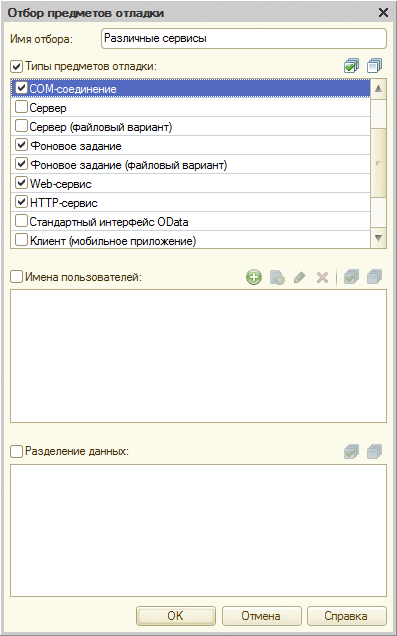 Отбор предметов отладки
Имя отбора: Различные сервисы
Типы предметов отладки:
COM-соединение
Сервер
Сервер (файловый вариант)
Фоновое задание
Фоновое задание (файловый вариант)
Web-сервис
HTTP-сервис
Стандартный интерфейс OData
Клиент (мобильное приложение)
Имена пользователей:
Разделение данных:
OK Отмена Справка